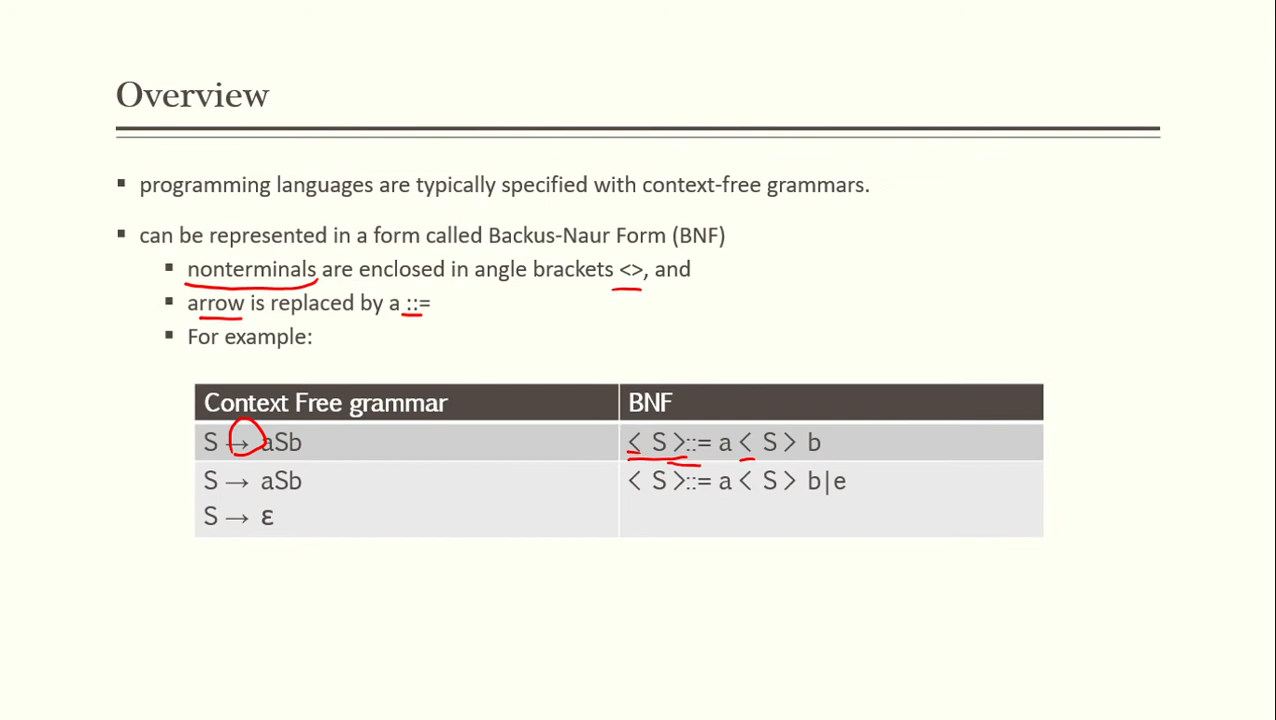 Overview
▪ programming languages are typically specified with context-free grammars.
▪ can be represented in a form called Backus-Naur Form (BNF)
▪ nonterminals are enclosed in angle brackets <>, and
▪ arrow is replaced by a ::=
▪ For example:
Context Free grammar BNF
S → aSb < S >::= a < S > b
S → aSb < S >::= a < S > b|e
S → ε